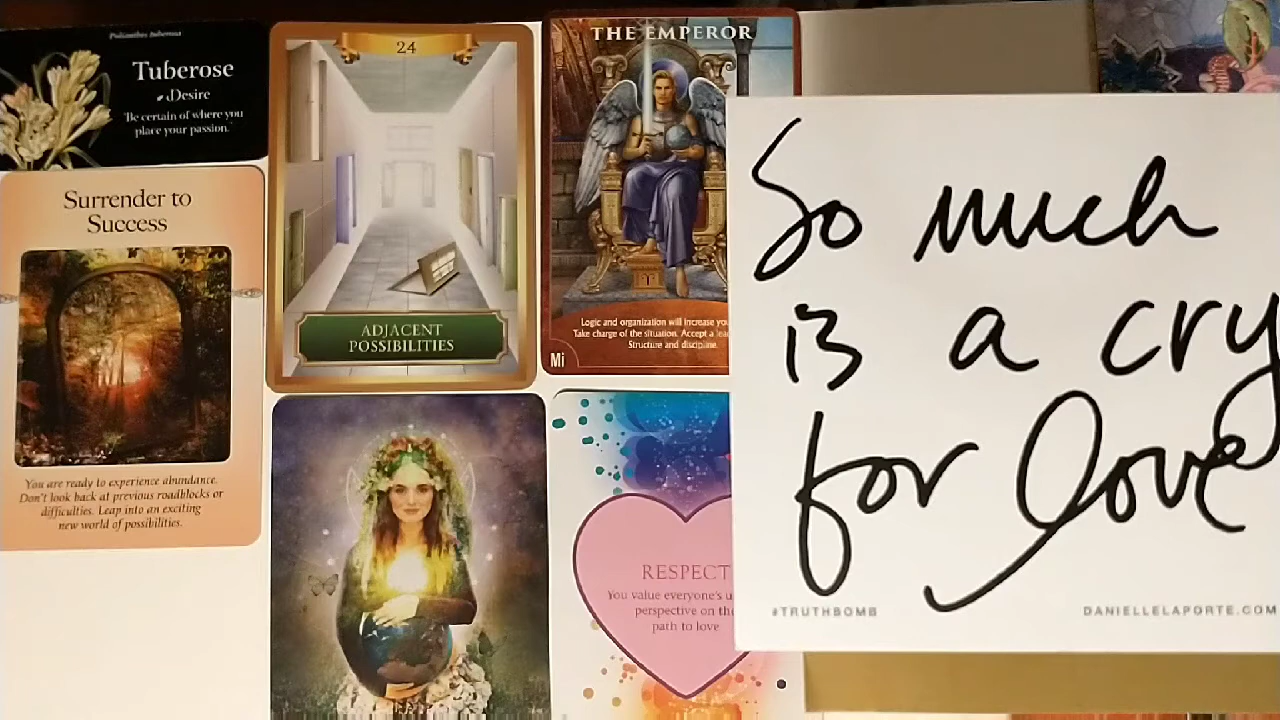 Polianthes tuberosa
Tuberose
Desire
"Be certain of where you
place your passion."
Surrender to
Success
You are ready to experience abundance.
Don't look back at previous roadblocks or
difficulties. Leap into an exciting
new world of possibilities.
24
ADJACENT
POSSIBILITIES
THE EMPEROR
Logic and organization will increase
Take charge of the situation. Accept a
Structure and discipline.
Mi
RESPECT
You value everyone's
perspective on
path to love
So much
is a cry
for love
#TRUTHBOMB
DANIELLELAPORTE.COM